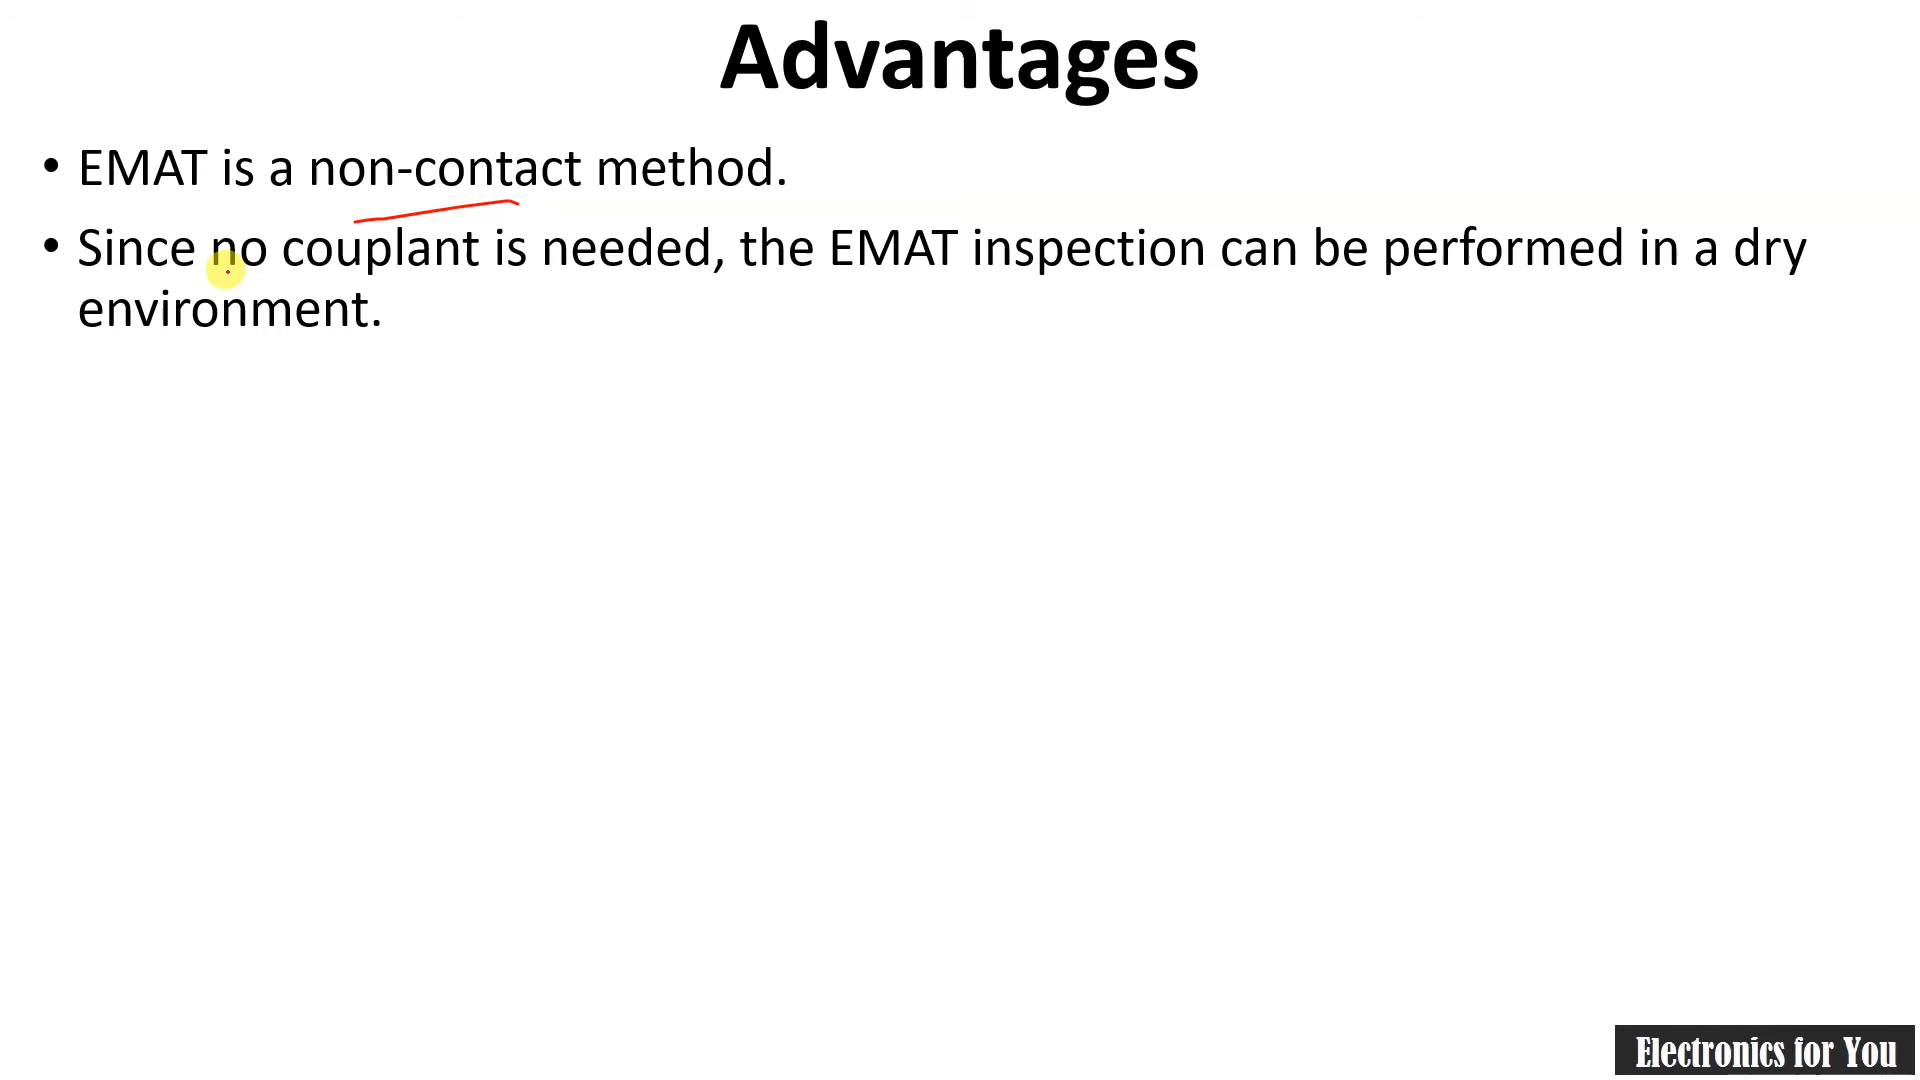 Advantages
• EMAT is a non-contact method.
• Since no couplant is needed, the EMAT inspection can be performed in a dry
environment.
Electronics for You